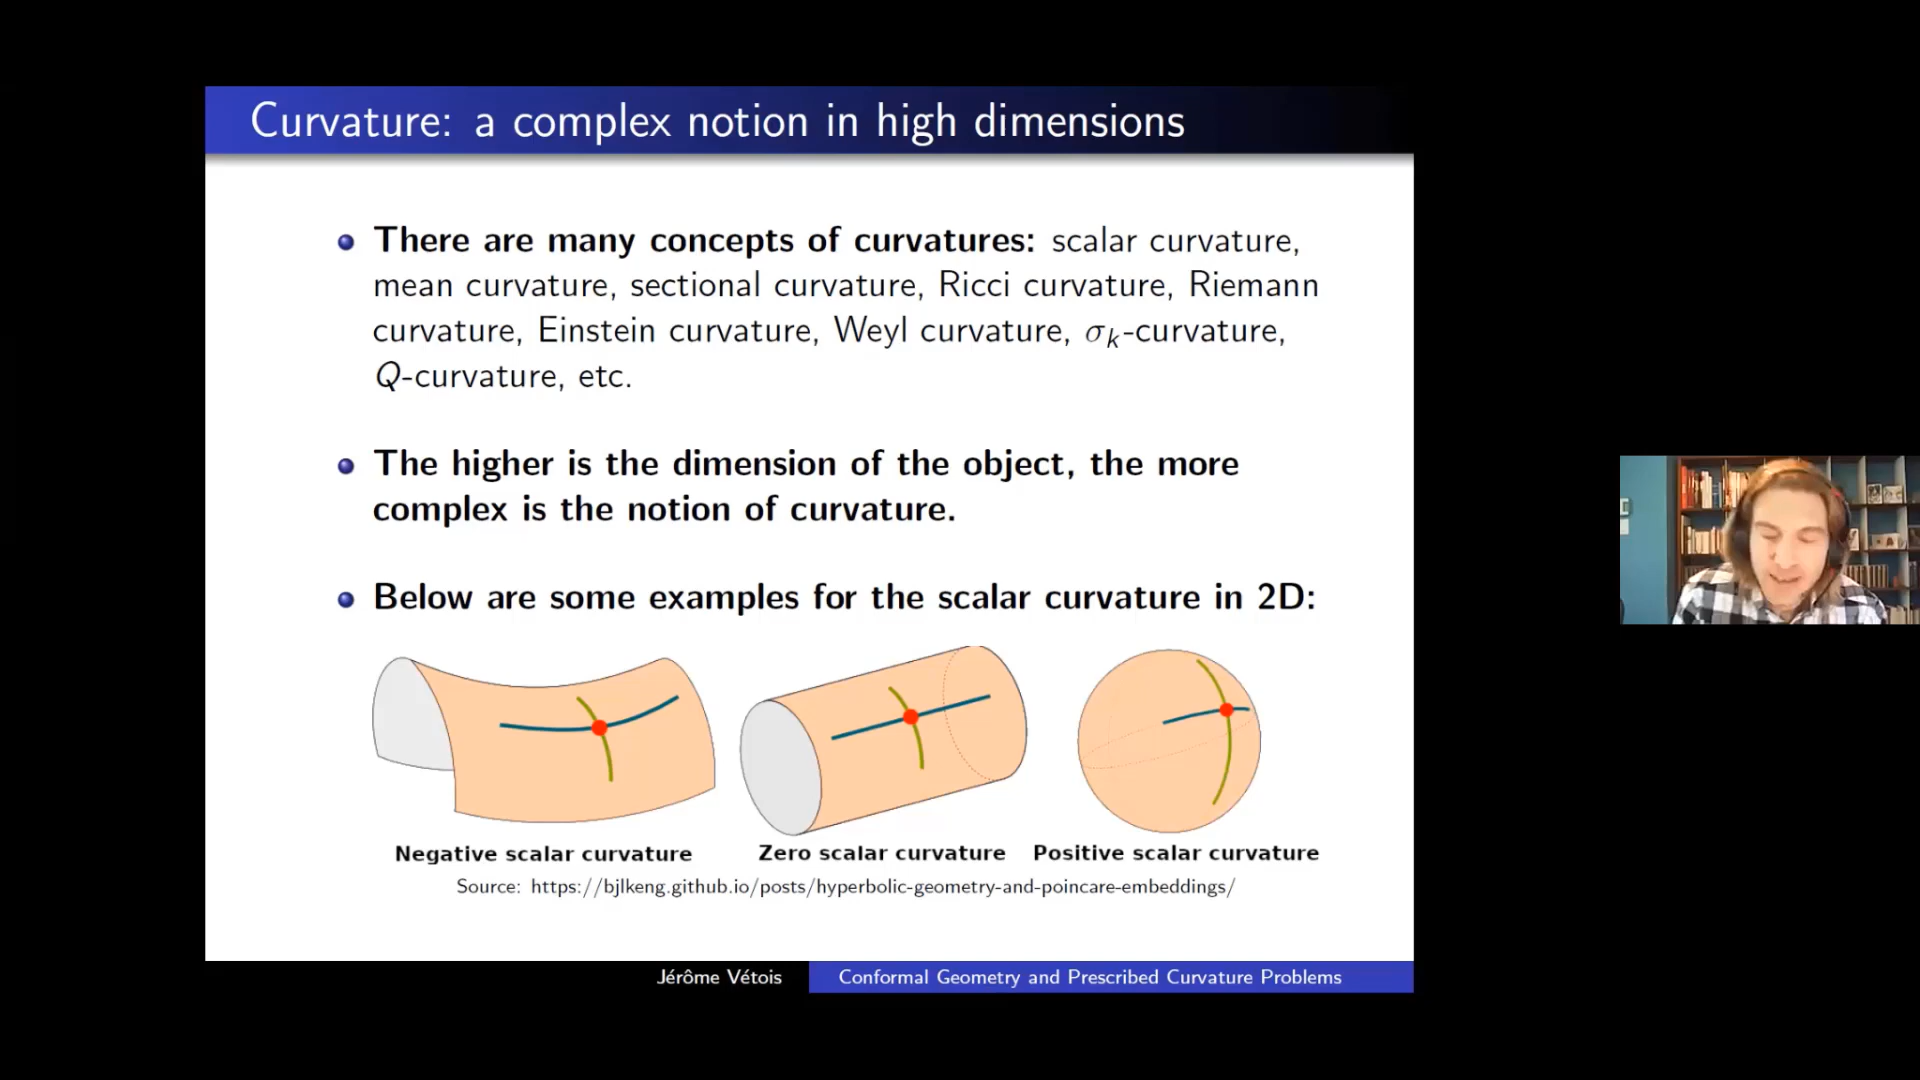 Curvature: a complex notion in high dimensions
There are many concepts of curvatures: scalar curvature,
mean curvature, sectional curvature, Ricci curvature, Riemann
curvature, Einstein curvature, Weyl curvature, σk-curvature,
Q-curvature, etc.
The higher is the dimension of the object, the more
complex is the notion of curvature.
Below are some examples for the scalar curvature in 2D:
Negative scalar curvature
Zero scalar curvature
Positive scalar curvature
Source: https://bjlkeng.github.io/posts/hyperbolic-geometry-and-poincare-embeddings/
Jérôme Vétois
Conformal Geometry and Prescribed Curvature Problems